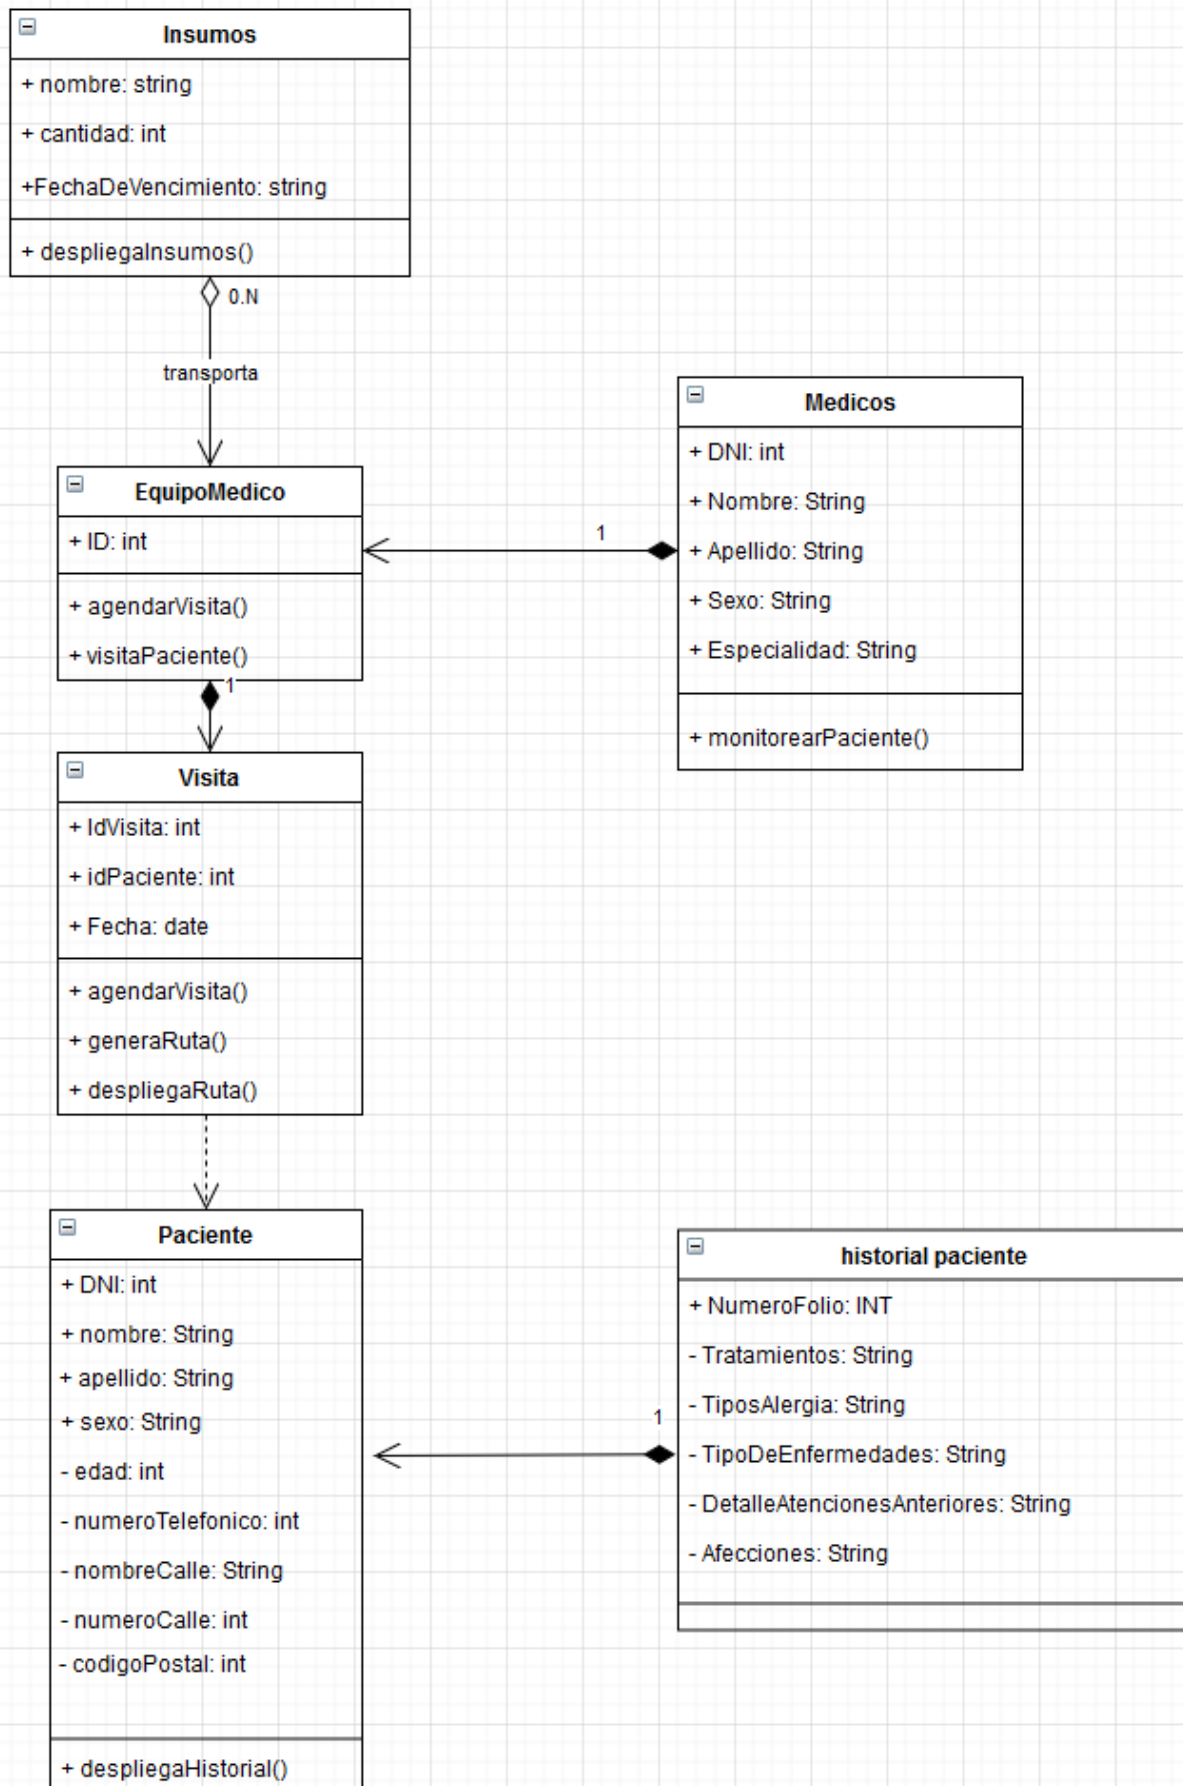 Insumos
+ nombre: string
+ cantidad: int
+FechaDeVencimiento: string
+ despliegaInsumos()
0.N
transporta
EquipoMedico
+ ID: int
+ agendarVisita()
+ visitaPaciente()
1
Medicos
+ DNI: int
+ Nombre: String
+ Apellido: String
+ Sexo: String
+ Especialidad: String
+ monitorearPaciente()
1
Visita
+ IdVisita: int
+ idPaciente: int
+ Fecha: date
+ agendarVisita()
+ generaRuta()
+ despliegaRuta()
Paciente
+ DNI: int
+ nombre: String
+ apellido: String
+ sexo: String
- edad: int
- numeroTelefonico: int
- nombreCalle: String
- numeroCalle: int
- codigoPostal: int
+ despliegaHistorial()
1
historial paciente
+ NumeroFolio: INT
- Tratamientos: String
- TiposAlergia: String
- TipoDeEnfermedades: String
- DetalleAtencionesAnteriores: String
- Afecciones: String